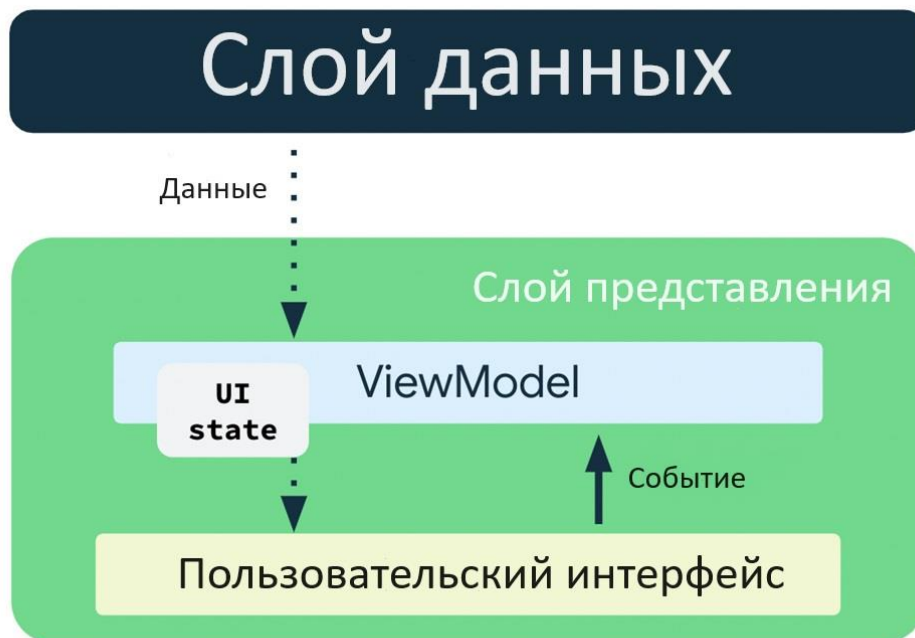 Слой данных
Данные
Слой представления
ViewModel
UI
state
Событие
Пользовательский интерфейс